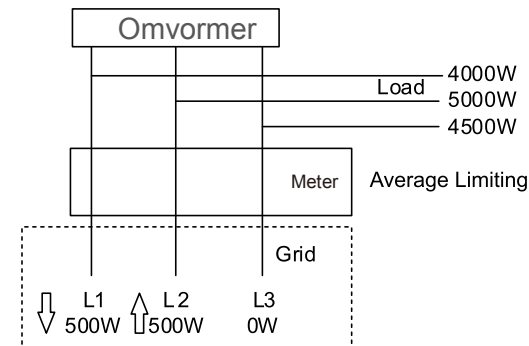 Omvormer
4000W
Load
5000W
4500W
Meter
Average Limiting
Grid
L1 L2 L3
500W 500W 0W